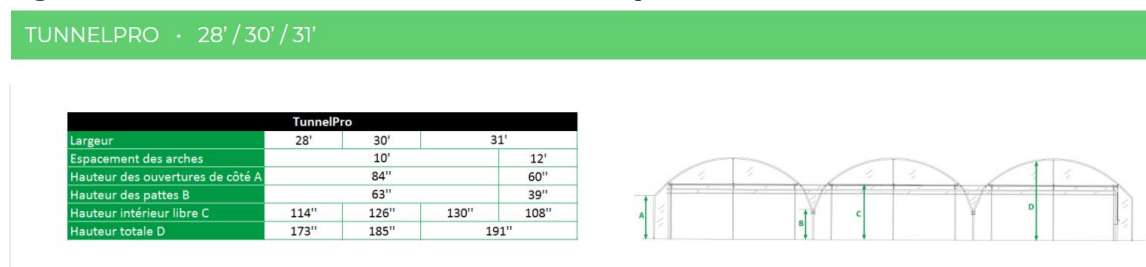 TUNNELPRO · 28’ / 30’ / 31’
TunnelPro
Largeur 28' 30' 31'
Espacement des arches 10' 12'
Hauteur des ouvertures de côté A 84'' 60''
Hauteur des pattes B 63'' 39''
Hauteur intérieur libre C 114'' 126'' 130'' 108''
Hauteur totale D 173'' 185'' 191''
A
B
C
D